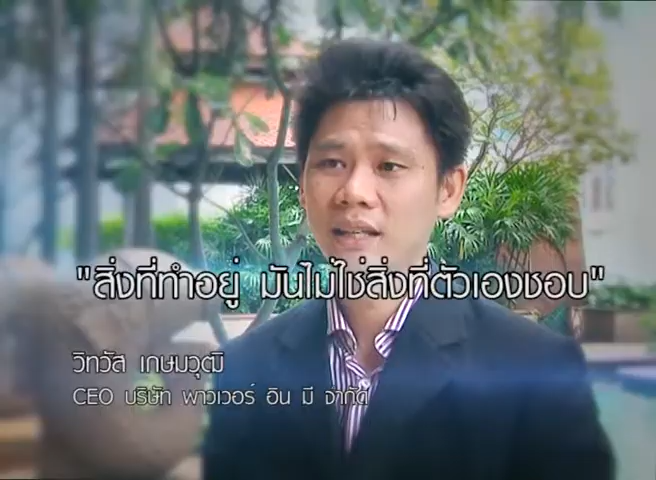 "สิ่งที่ทำอยู่ มันไม่ใช่สิ่งที่ตัวเองชอบ"
วิทวัส เกษมวุฒิ
CEO บริษัท พาวเวอร์ อิน มี จำกัด